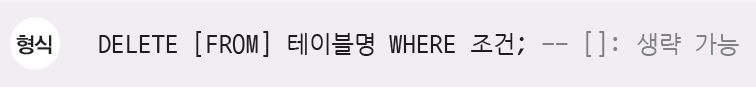 형식 DELETE [FROM] 테이블명 WHERE 조건; -- []: 생략 가능